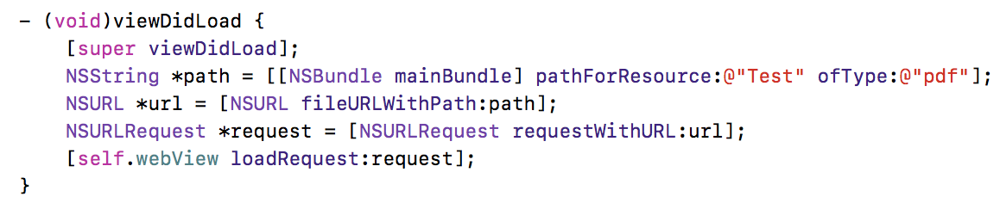 - (void)viewDidLoad {
    [super viewDidLoad];
    NSString *path = [[NSBundle mainBundle] pathForResource:@"Test" ofType:@"pdf"];
    NSURL *url = [NSURL fileURLWithPath:path];
    NSURLRequest *request = [NSURLRequest requestWithURL:url];
    [self.webView loadRequest:request];
}